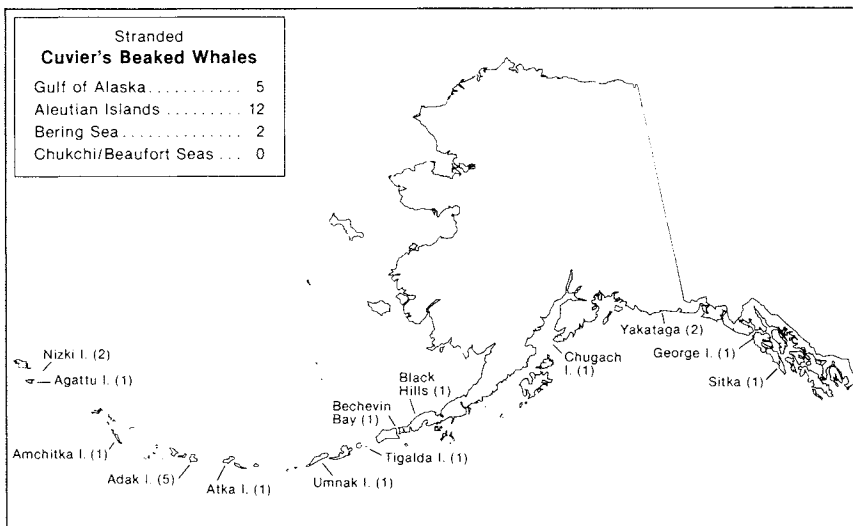 Stranded
Cuvier's Beaked Whales
Gulf of Alaska........... 5
Aleutian Islands ......... 12
Bering Sea.............. 2
Chukchi/Beaufort Seas ... 0
Yakataga (2)
George I. (1)
Sitka (1)
Chugach
I. (1)
Nizki I. (2)
Agattu I. (1)
Black
Hills (1)
Bechevin
Bay (1)
Amchitka I. (1)
Adak I. (5)
Atka I. (1)
Umnak I. (1)
Tigalda I. (1)